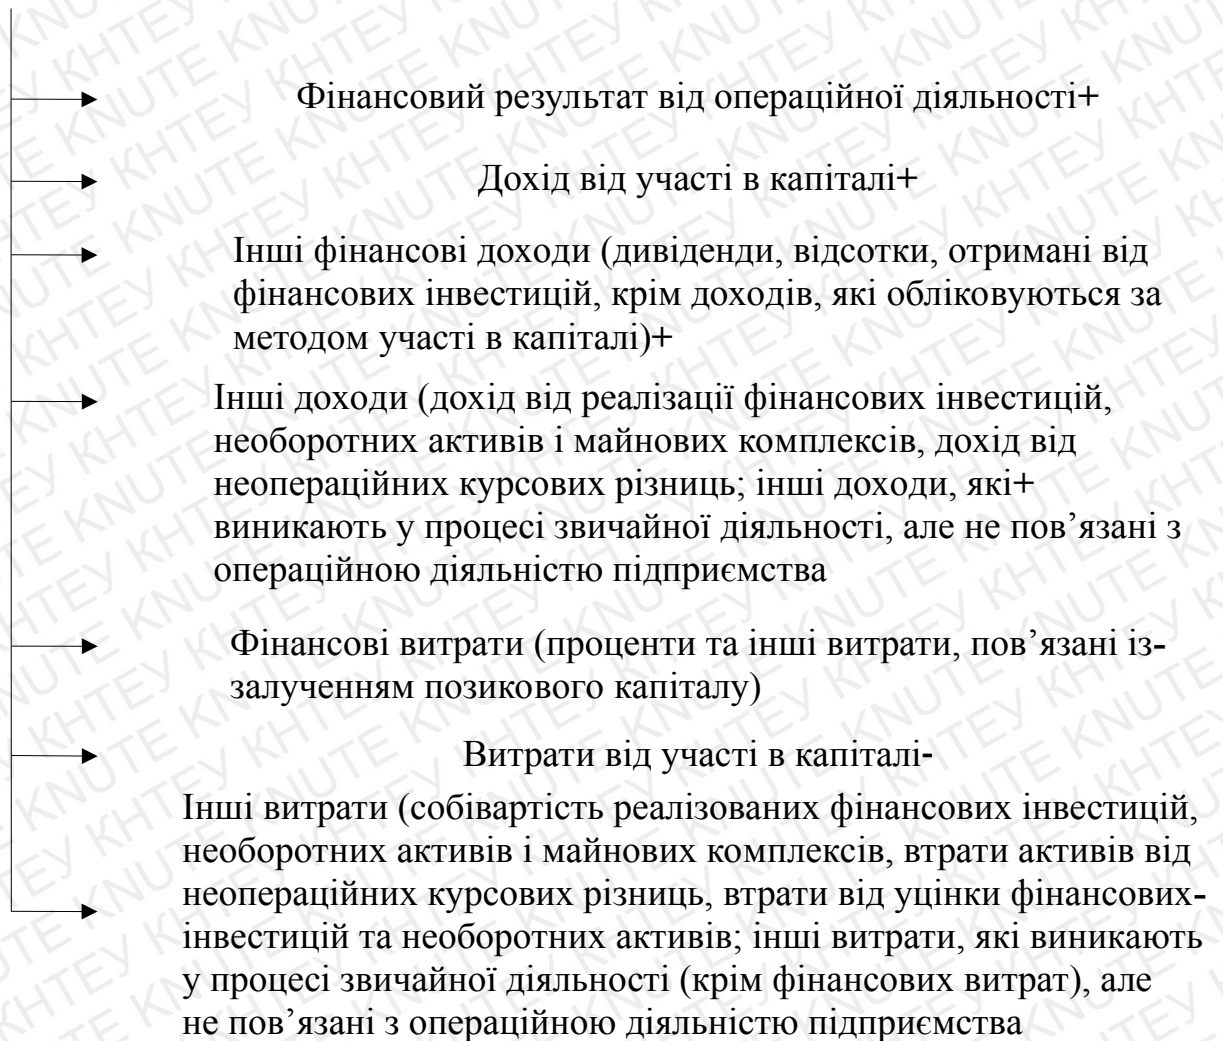 Фінансовий результат від операційної діяльності+
Дохід від участі в капіталі+
Інші фінансові доходи (дивіденди, відсотки, отримані від
фінансових інвестицій, крім доходів, які обліковуються за
методом участі в капіталі)+
Інші доходи (дохід від реалізації фінансових інвестицій,
необоротних активів і майнових комплексів, дохід від
неопераційних курсових різниць; інші доходи, які+
виникають у процесі звичайної діяльності, але не пов’язані з
операційною діяльністю підприємства
Фінансові витрати (проценти та інші витрати, пов’язані із-
залученням позикового капіталу)
Витрати від участі в капіталі-
Інші витрати (собівартість реалізованих фінансових інвестицій,
необоротних активів і майнових комплексів, втрати активів від
неопераційних курсових різниць, втрати від уцінки фінансових-
інвестицій та необоротних активів; інші витрати, які виникають
у процесі звичайної діяльності (крім фінансових витрат), але
не пов’язані з операційною діяльністю підприємства